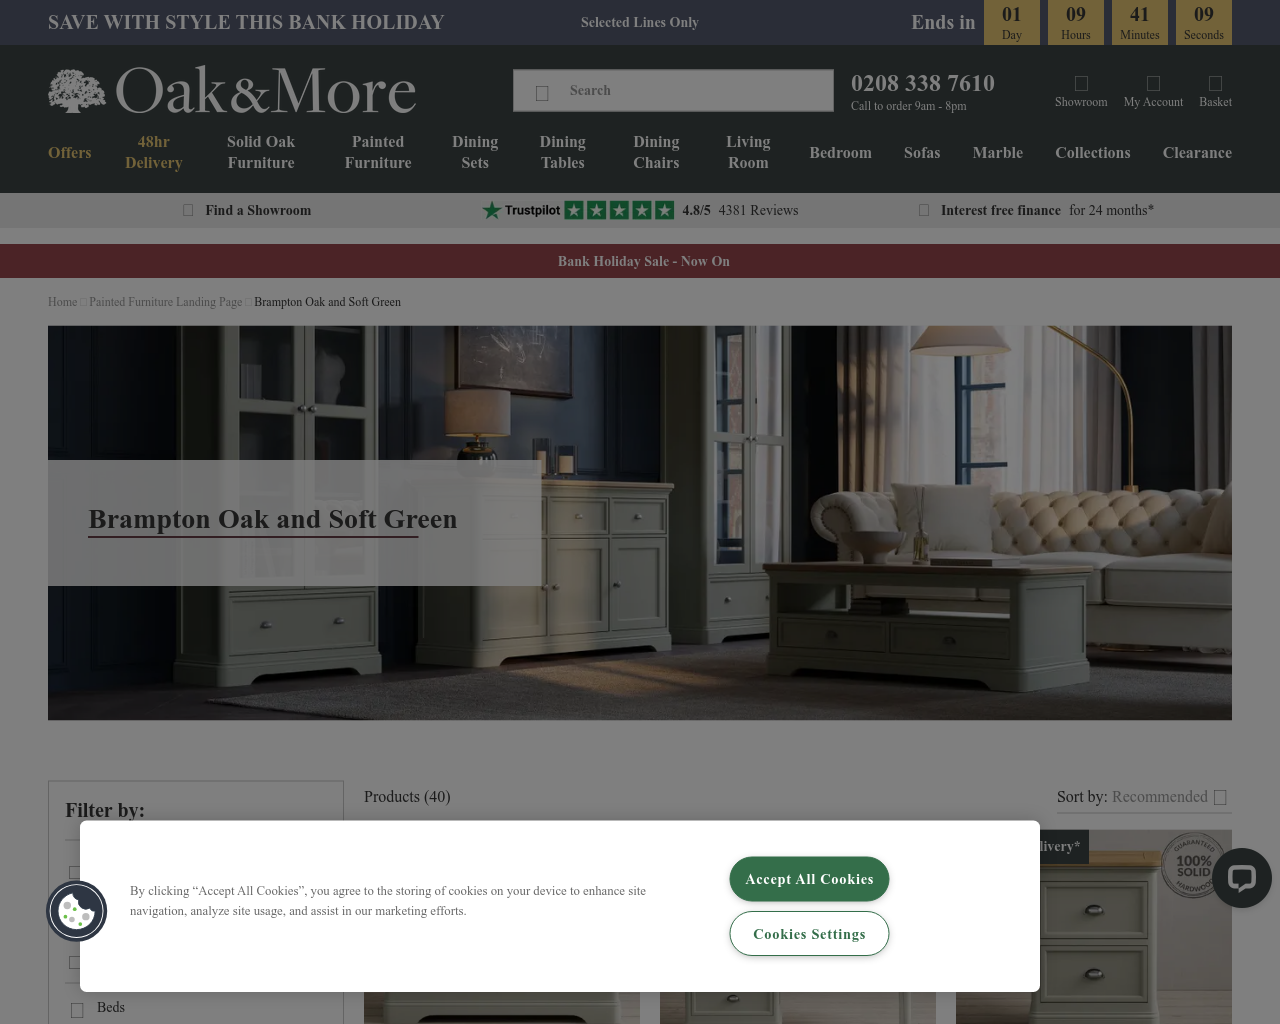 SAVE WITH STYLE THIS BANK HOLIDAY
Selected Lines Only
Ends in
01
Day
09
Hours
41
Minutes
09
Seconds
Oak&More
Search
0208 338 7610
Call to order 9am - 8pm
Showroom
My Account
Basket
Offers
48hr
Delivery
Solid Oak
Furniture
Painted
Furniture
Dining
Sets
Dining
Tables
Dining
Chairs
Living
Room
Bedroom
Sofas
Marble
Collections
Clearance
Find a Showroom
Trustpilot
4.8/5 4381 Reviews
Interest free finance for 24 months*
Bank Holiday Sale - Now On
Home Painted Furniture Landing Page Brampton Oak and Soft Green
Brampton Oak and Soft Green
Filter by:
Products (40)
Sort by: Recommended
livery*
GUARANTEED
100%
SOLID
HARDWOOD
By clicking “Accept All Cookies”, you agree to the storing of cookies on your device to enhance site
navigation, analyze site usage, and assist in our marketing efforts.
Accept All Cookies
Cookies Settings
Beds